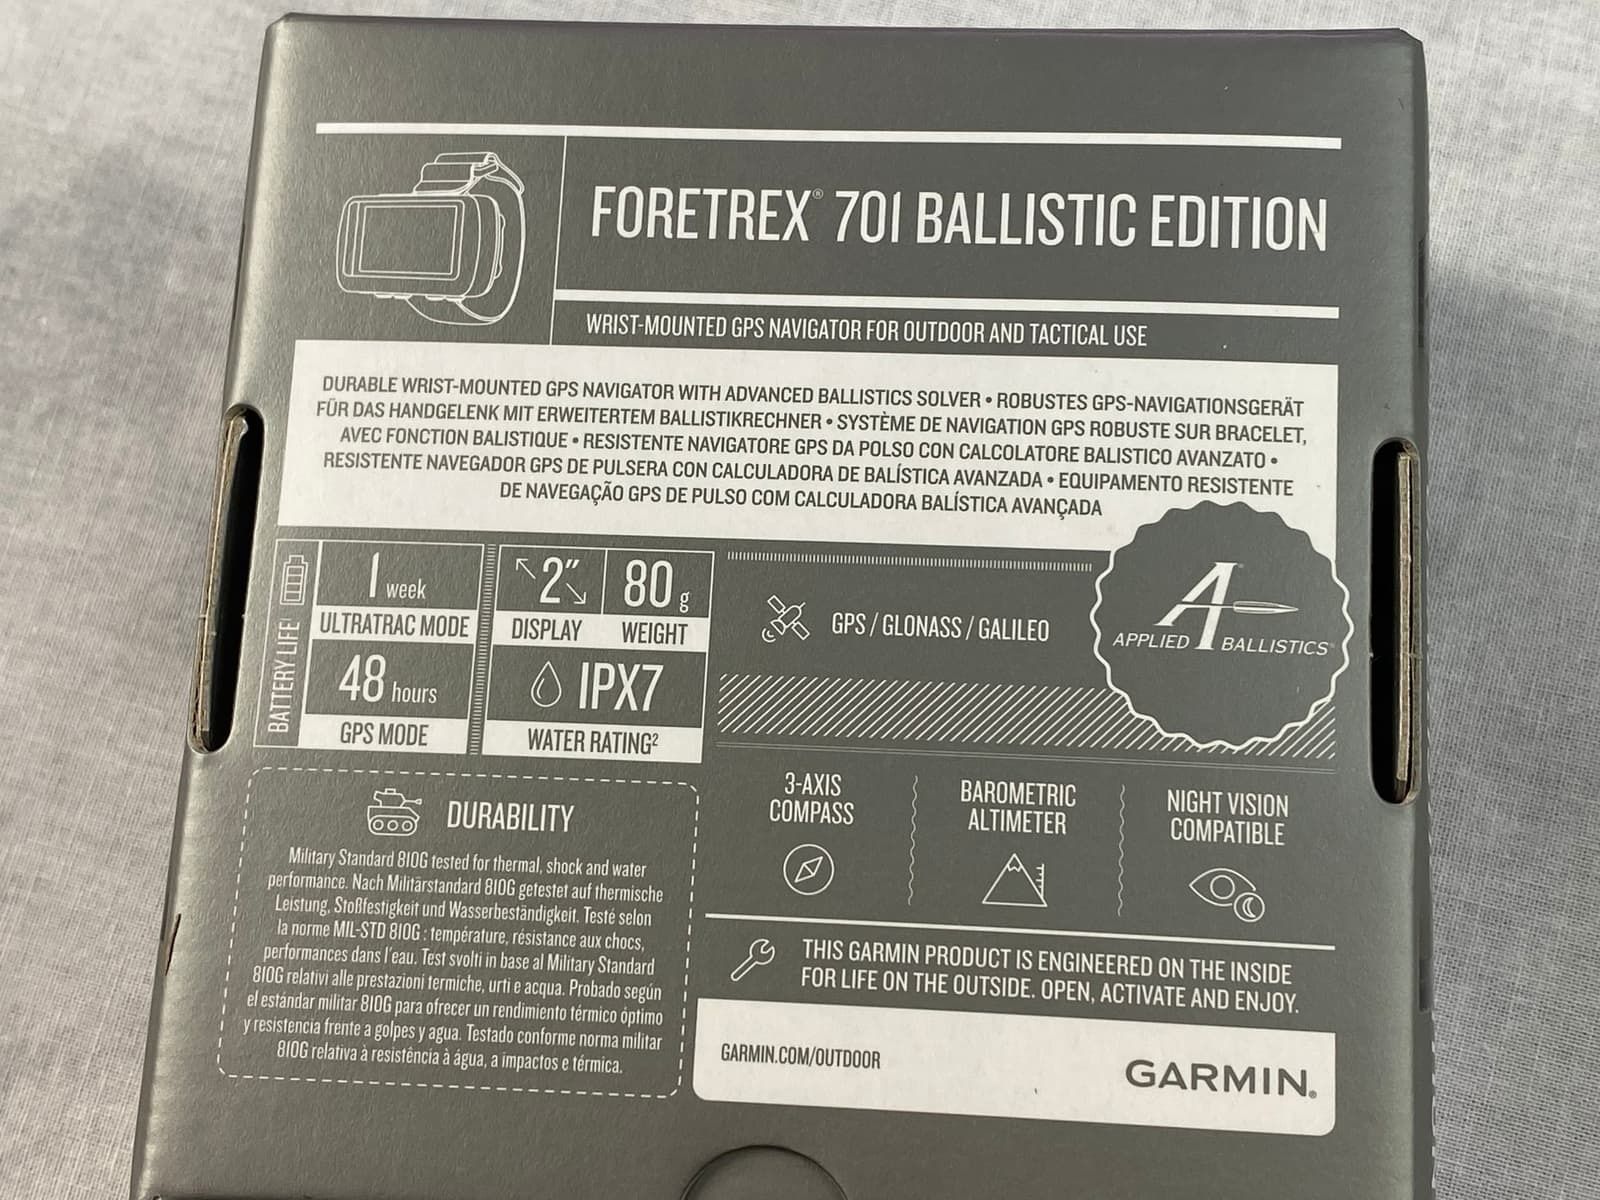 FORETREX® 701 BALLISTIC EDITION
WRIST-MOUNTED GPS NAVIGATOR FOR OUTDOOR AND TACTICAL USE
DURABLE WRIST-MOUNTED GPS NAVIGATOR WITH ADVANCED BALLISTICS SOLVER • ROBUSTES GPS-NAVIGATIONSGERÄT
FÜR DAS HANDGELENK MIT ERWEITERTEM BALLISTIKRECHNER • SYSTÈME DE NAVIGATION GPS ROBUSTE SUR BRACELET,
AVEC FONCTION BALISTIQUE • RESISTENTE NAVIGATORE GPS DA POLSO CON CALCOLATORE BALISTICO AVANZATO •
RESISTENTE NAVEGADOR GPS DE PULSERA CON CALCULADORA DE BALÍSTICA AVANZADA • EQUIPAMENTO RESISTENTE
DE NAVEGAÇÃO GPS DE PULSO COM CALCULADORA BALÍSTICA AVANÇADA
BATTERY LIFE¹
1 week
ULTRATRAC MODE
48 hours
GPS MODE
2"
DISPLAY
80 g
WEIGHT
IPX7
WATER RATING²
GPS / GLONASS / GALILEO
A
APPLIED BALLISTICS®
DURABILITY
Military Standard 810G tested for thermal, shock and water
performance. Nach Militärstandard 810G getestet auf thermische
Leistung, Stoßfestigkeit und Wasserbeständigkeit. Testé selon
la norme MIL-STD 810G : température, résistance aux chocs,
performances dans l'eau. Test svolti in base al Military Standard
810G relativi alle prestazioni termiche, urti e acqua. Probado según
el estándar militar 810G para ofrecer un rendimiento térmico óptimo
y resistencia frente a golpes y agua. Testado conforme norma militar
810G relativa à resistência à água, a impactos e térmica.
3-AXIS
COMPASS
BAROMETRIC
ALTIMETER
NIGHT VISION
COMPATIBLE
THIS GARMIN PRODUCT IS ENGINEERED ON THE INSIDE
FOR LIFE ON THE OUTSIDE. OPEN, ACTIVATE AND ENJOY.
GARMIN.COM/OUTDOOR
GARMIN®